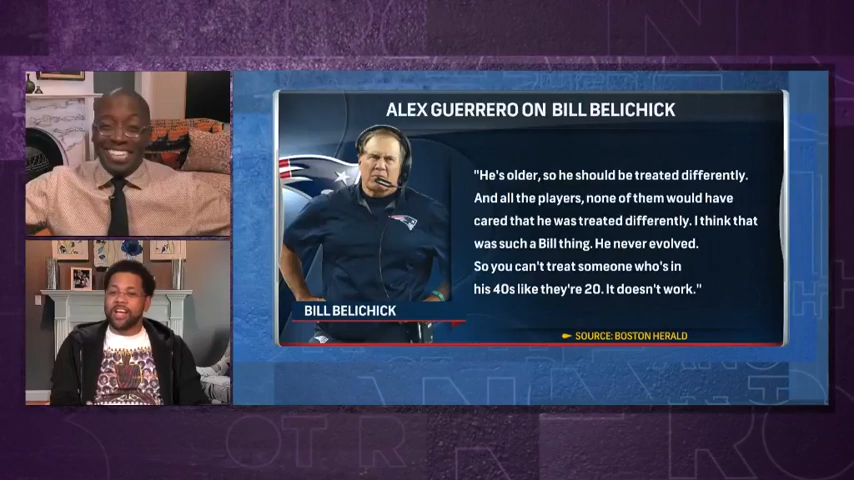 ALEX GUERRERO ON BILL BELICHICK
"He's older, so he should be treated differently.
And all the players, none of them would have
cared that he was treated differently. I think that
was such a Bill thing. He never evolved.
So you can't treat someone who's in
his 40s like they're 20. It doesn't work."
BILL BELICHICK
SOURCE: BOSTON HERALD